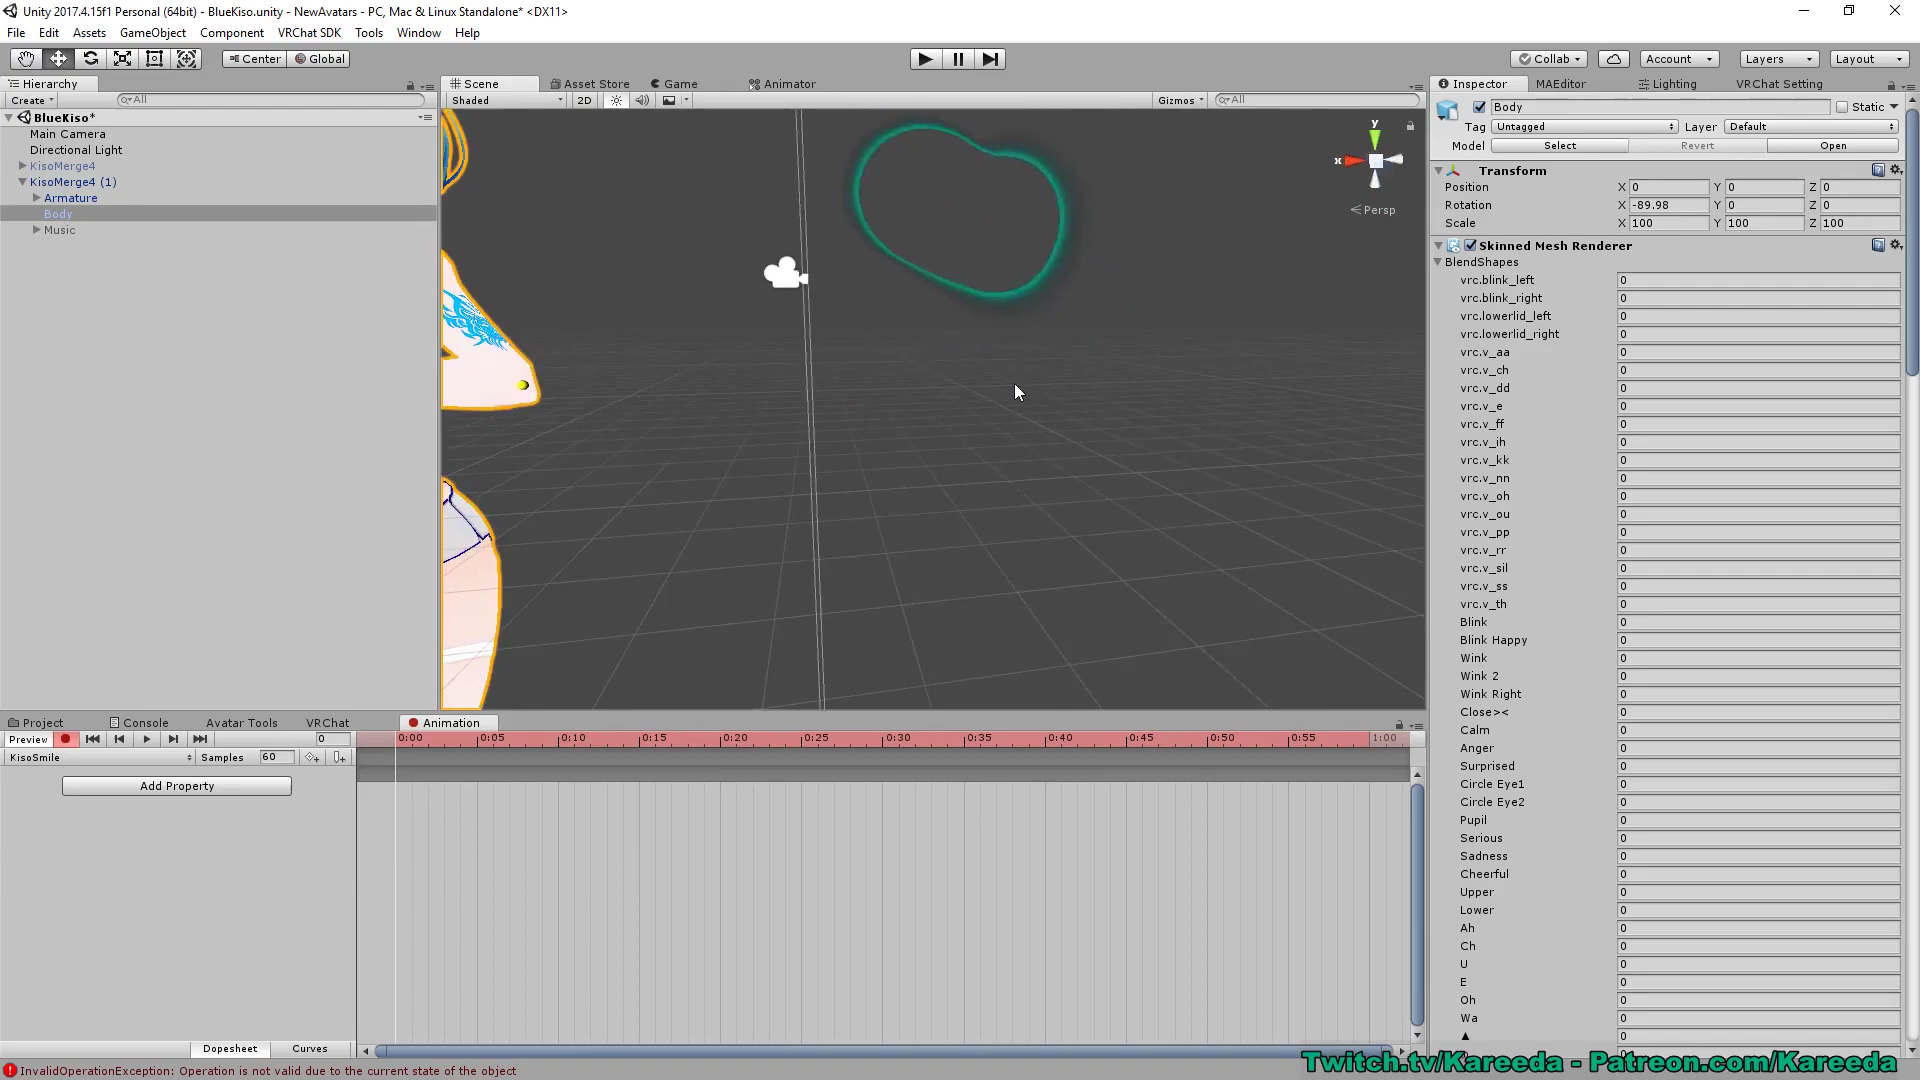 Unity 2017.4.15f1 Personal (64bit) - BlueKiso.unity - NewAvatars - PC, Mac & Linux Standalone* <DX11>
File Edit Assets GameObject Component VRChat SDK Tools Window Help
Center Global Collab Account Layers Layout
Hierarchy Scene Asset Store Game Animator Inspector MAEditor Lighting VRChat Setting
Create All Shaded 2D Gizmos All
BlueKiso*
Main Camera
Directional Light
KisoMerge4
KisoMerge4 (1)
Armature
Body
Music
y
x
Persp
Body Static
Tag Untagged Layer Default
Model Select Revert Open
Transform
Position X 0 Y 0 Z 0
Rotation X -89.98 Y 0 Z 0
Scale X 100 Y 100 Z 100
Skinned Mesh Renderer
BlendShapes
vrc.blink_left 0
vrc.blink_right 0
vrc.lowerlid_left 0
vrc.lowerlid_right 0
vrc.v_aa 0
vrc.v_ch 0
vrc.v_dd 0
vrc.v_e 0
vrc.v_ff 0
vrc.v_ih 0
vrc.v_kk 0
vrc.v_nn 0
vrc.v_oh 0
vrc.v_ou 0
vrc.v_pp 0
vrc.v_rr 0
vrc.v_sil 0
vrc.v_ss 0
vrc.v_th 0
Blink 0
Blink Happy 0
Wink 0
Wink 2 0
Wink Right 0
Close>< 0
Calm 0
Anger 0
Surprised 0
Circle Eye1 0
Circle Eye2 0
Pupil 0
Serious 0
Sadness 0
Cheerful 0
Upper 0
Lower 0
Ah 0
Ch 0
U 0
E 0
Oh 0
Wa 0
▲ 0
Project Console Avatar Tools VRChat Animation
Preview 0 0:00 0:05 0:10 0:15 0:20 0:25 0:30 0:35 0:40 0:45 0:50 0:55 1:00
KisoSmile Samples 60
Add Property
Dopesheet Curves
InvalidOperationException: Operation is not valid due to the current state of the object
Twitch.tv/Kareeda - Patreon.com/Kareeda